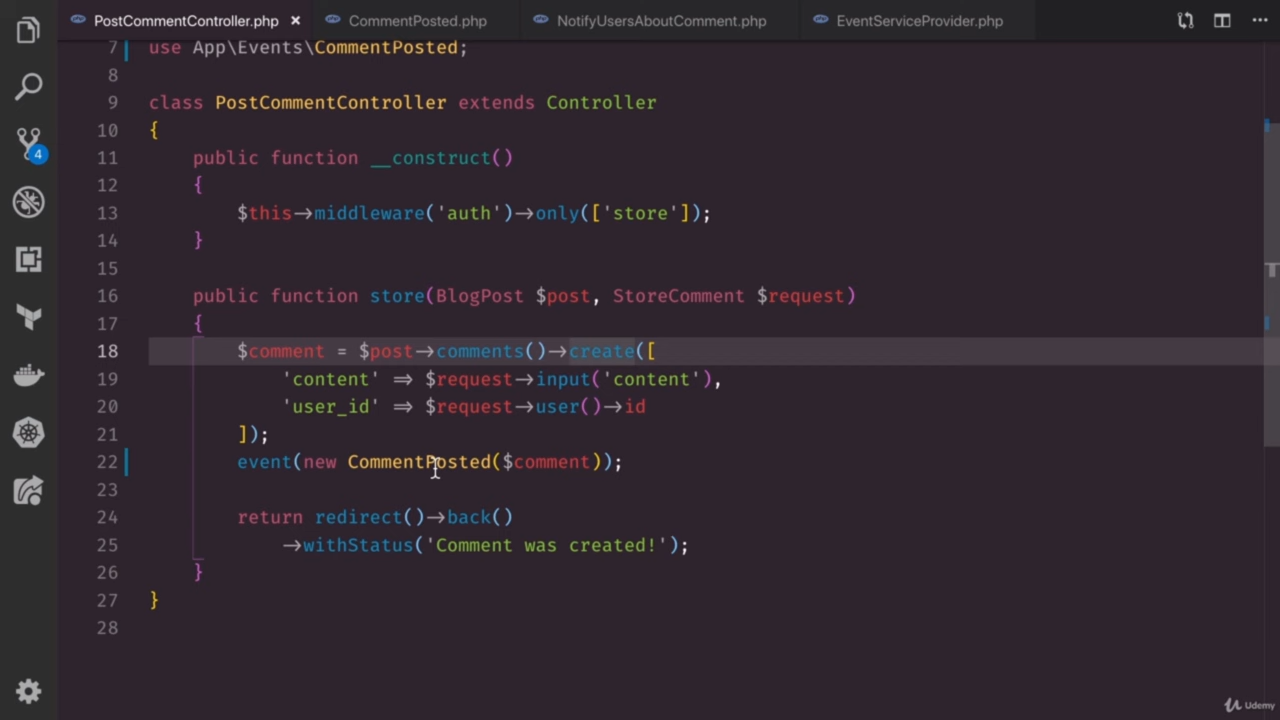 PostCommentController.php × CommentPosted.php NotifyUsersAboutComment.php EventServiceProvider.php
7 use App\Events\CommentPosted;
8
9 class PostCommentController extends Controller
10 {
11 public function __construct()
12 {
13 $this->middleware('auth')->only(['store']);
14 }
15
16 public function store(BlogPost $post, StoreComment $request)
17 {
18 $comment = $post->comments()->create([
19 'content' => $request->input('content'),
20 'user_id' => $request->user()->id
21 ]);
22 event(new CommentPosted($comment));
23
24 return redirect()->back()
25 ->withStatus('Comment was created!');
26 }
27 }
28
4
Udemy